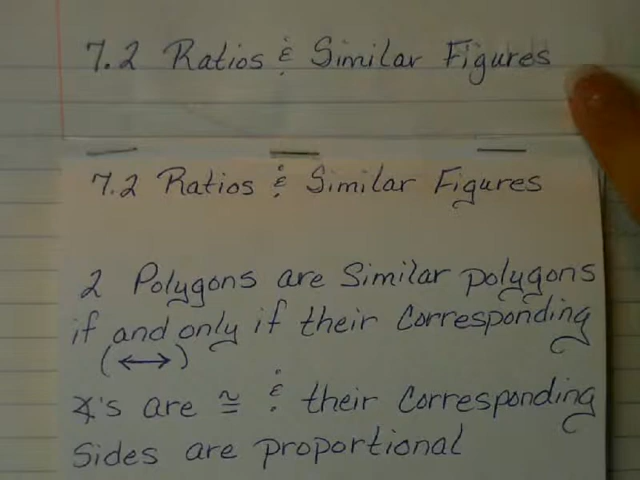 7.2 Ratios & Similar Figures
7.2 Ratios & Similar Figures
2 Polygons are Similar polygons
if and only if their Corresponding
(↔)
∡'s are ≅ & their Corresponding
Sides are proportional